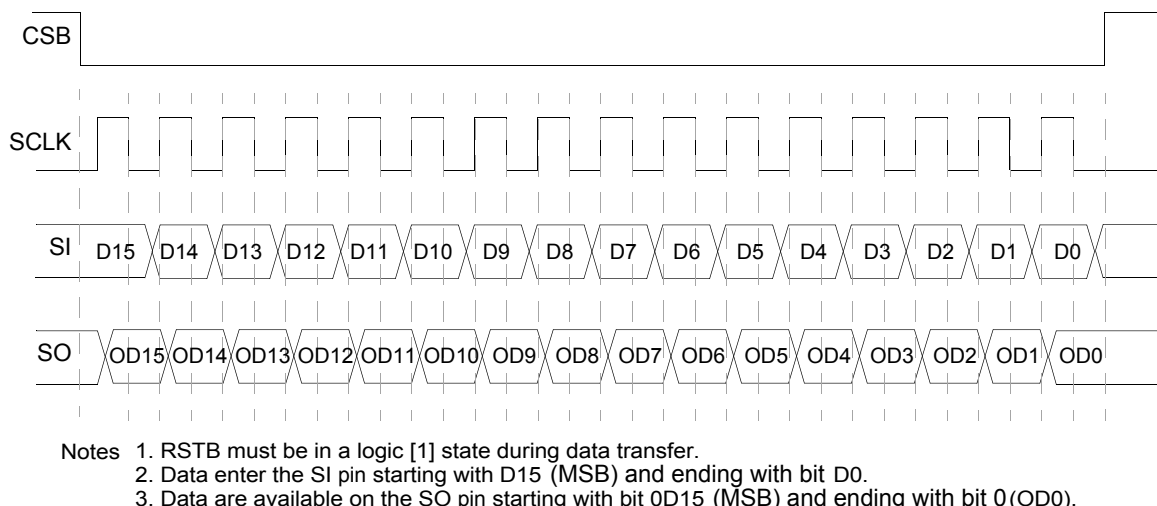 CSB
SCLK
SI D15 D14 D13 D12 D11 D10 D9 D8 D7 D6 D5 D4 D3 D2 D1 D0
SO OD15 OD14 OD13 OD12 OD11 OD10 OD9 OD8 OD7 OD6 OD5 OD4 OD3 OD2 OD1 OD0
Notes 1. RSTB must be in a logic [1] state during data transfer.
2. Data enter the SI pin starting with D15 (MSB) and ending with bit D0.
3. Data are available on the SO pin starting with bit 0D15 (MSB) and ending with bit 0(OD0).